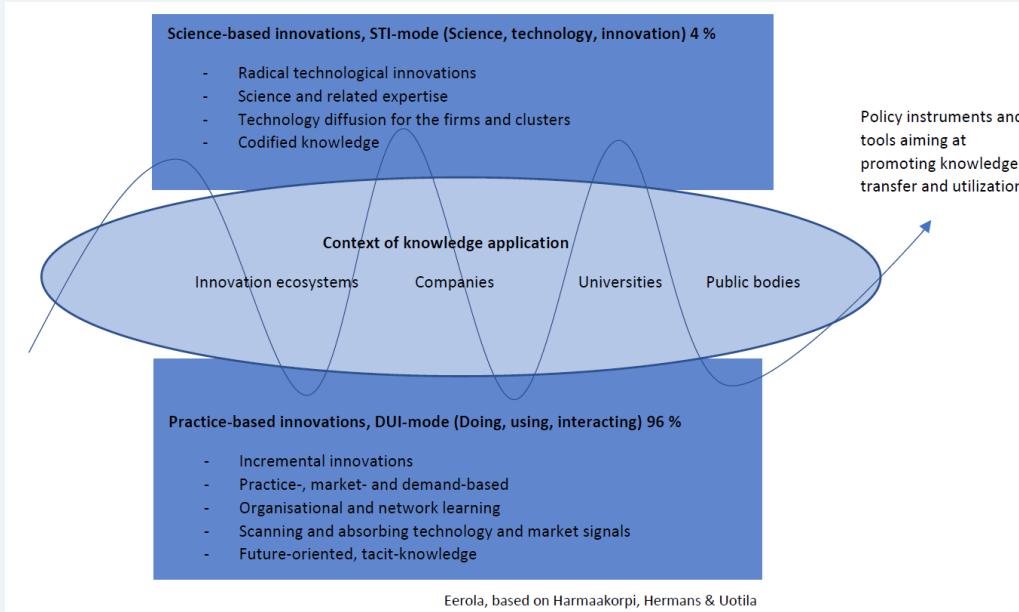 Science-based innovations, STI-mode (Science, technology, innovation) 4 %
- Radical technological innovations
- Science and related expertise
- Technology diffusion for the firms and clusters
- Codified knowledge
Policy instruments and
tools aiming at
promoting knowledge
transfer and utilization
Context of knowledge application
Innovation ecosystems Companies Universities Public bodies
Practice-based innovations, DUI-mode (Doing, using, interacting) 96 %
- Incremental innovations
- Practice-, market- and demand-based
- Organisational and network learning
- Scanning and absorbing technology and market signals
- Future-oriented, tacit-knowledge
Eerola, based on Harmaakorpi, Hermans & Uotila